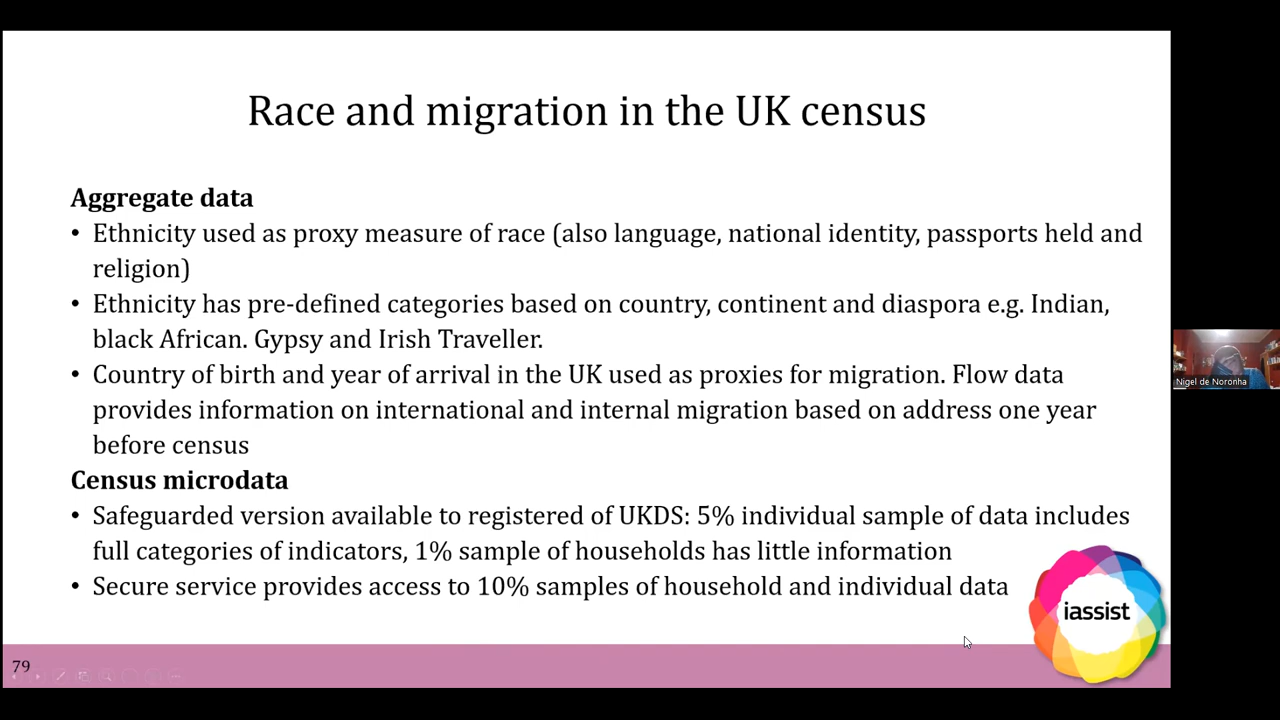 Race and migration in the UK census
Aggregate data
• Ethnicity used as proxy measure of race (also language, national identity, passports held and
religion)
• Ethnicity has pre-defined categories based on country, continent and diaspora e.g. Indian,
black African. Gypsy and Irish Traveller.
• Country of birth and year of arrival in the UK used as proxies for migration. Flow data
provides information on international and internal migration based on address one year
before census
Census microdata
• Safeguarded version available to registered of UKDS: 5% individual sample of data includes
full categories of indicators, 1% sample of households has little information
• Secure service provides access to 10% samples of household and individual data
iassist
79
Nigel de Noronha